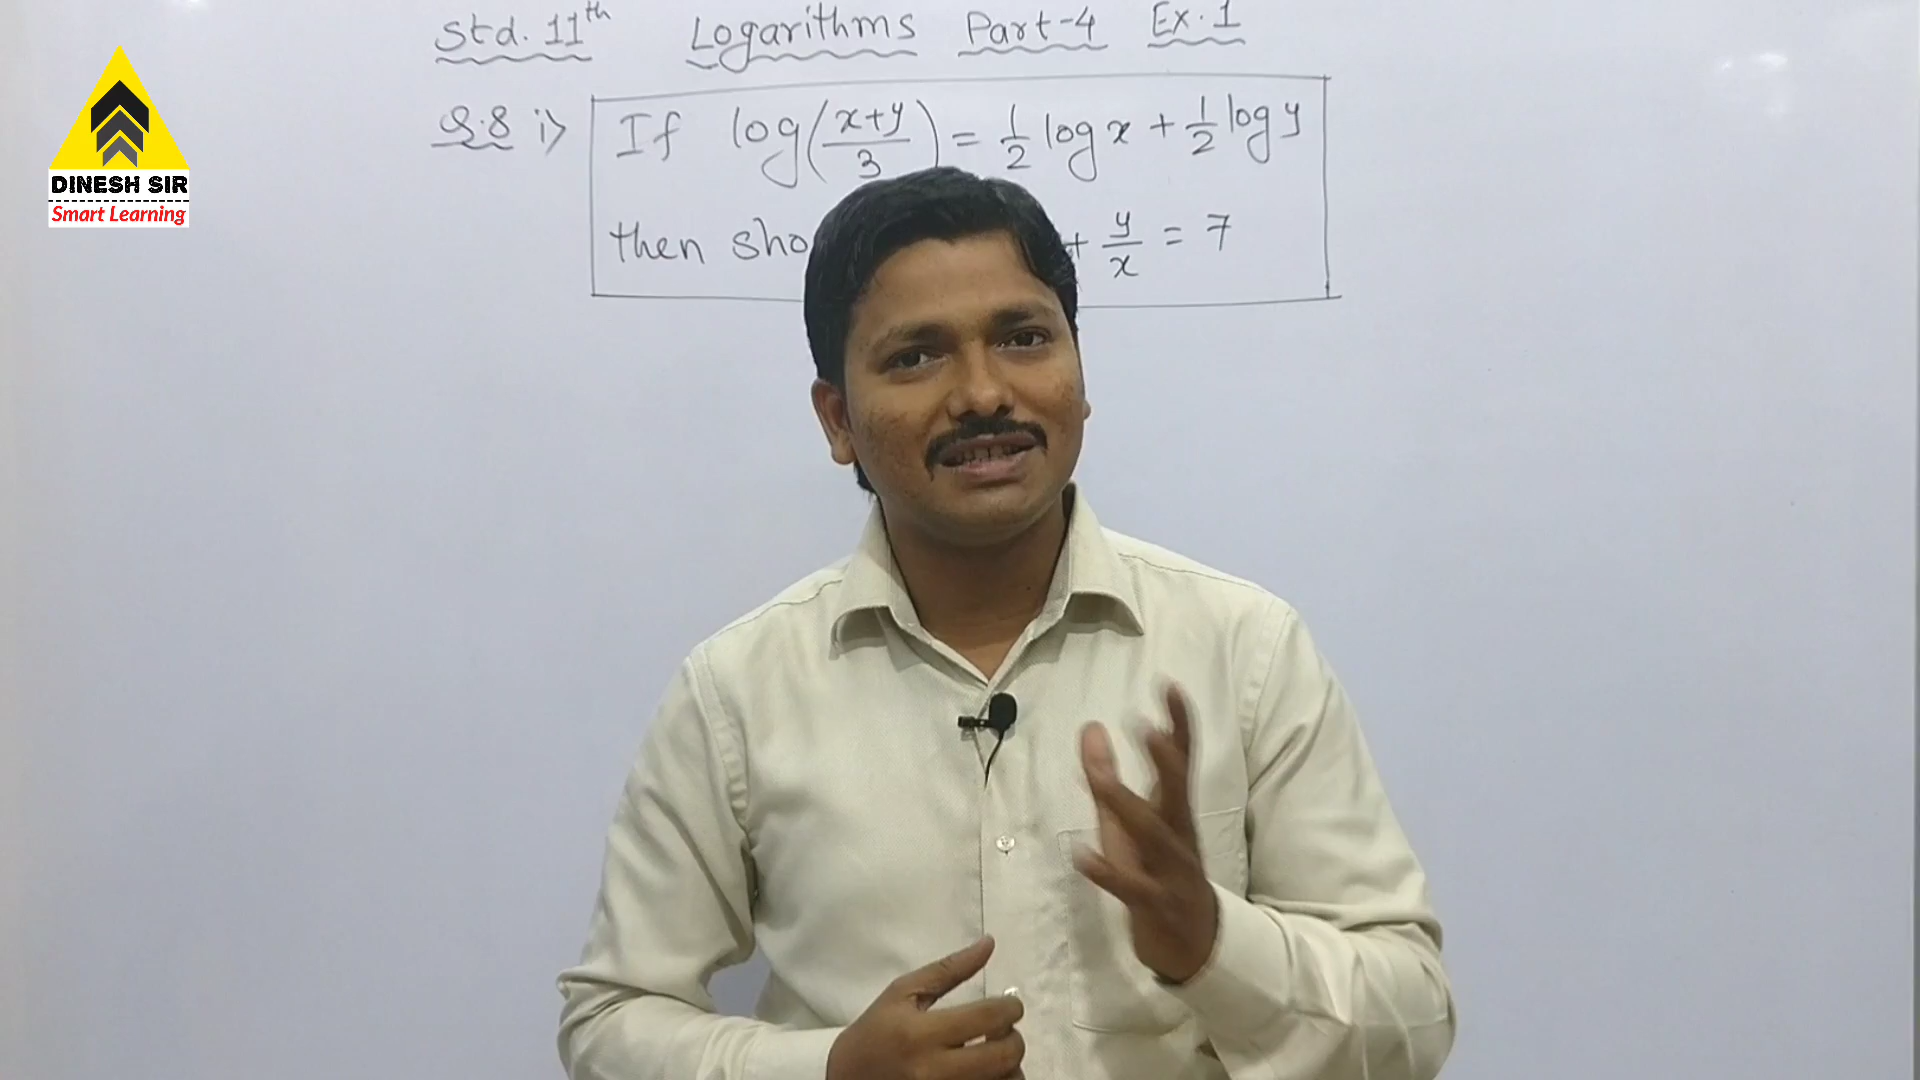 Std. 11th Logarithms Part-4 Ex. 1
Q.8 i) If log((x+y)/3) = 1/2 log x + 1/2 log y
then + y/x = 7
DINESH SIR
Smart Learning